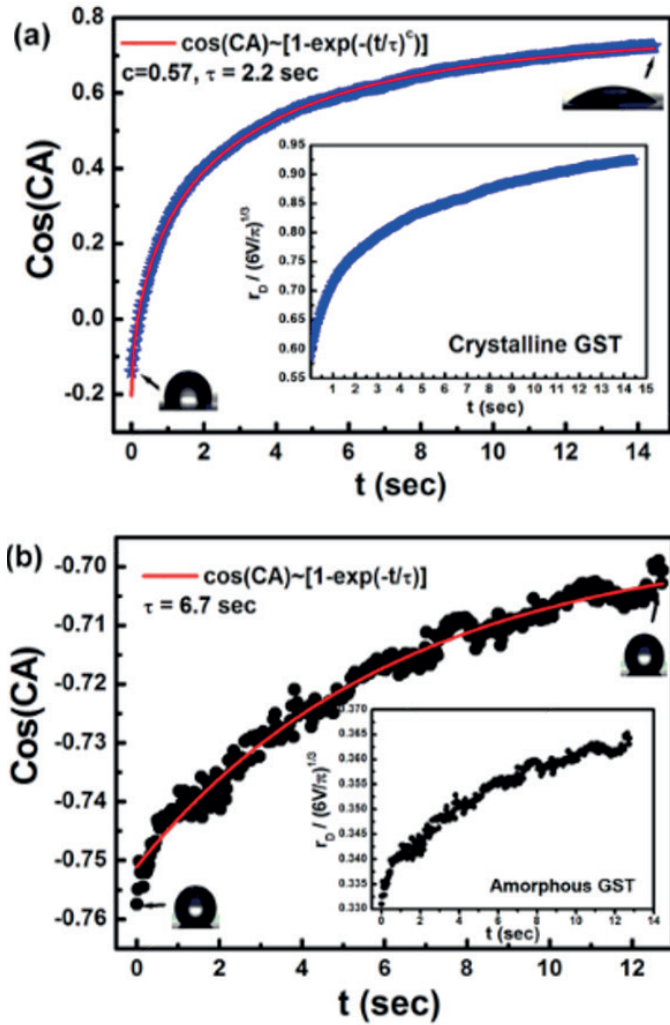 (a)
cos(CA)~[1-exp(-(t/τ)^c)]
c=0.57, τ = 2.2 sec
Cos(CA)
0.8
0.6
0.4
0.2
0.0
-0.2
r_D / (6V/π)^1/3
0.95
0.90
0.85
0.80
0.75
0.70
0.65
0.60
0.55
Crystalline GST
1 2 3 4 5 6 7 8 9 10 11 12 13 14 15
t (sec)
0 2 4 6 8 10 12 14
t (sec)
(b)
cos(CA)~[1-exp(-t/τ)]
τ = 6.7 sec
Cos(CA)
-0.70
-0.71
-0.72
-0.73
-0.74
-0.75
-0.76
r_D / (6V/π)^1/3
0.370
0.365
0.360
0.355
0.350
0.345
0.340
0.335
0.330
Amorphous GST
0 2 4 6 8 10 12
t (sec)
0 2 4 6 8 10 12
t (sec)